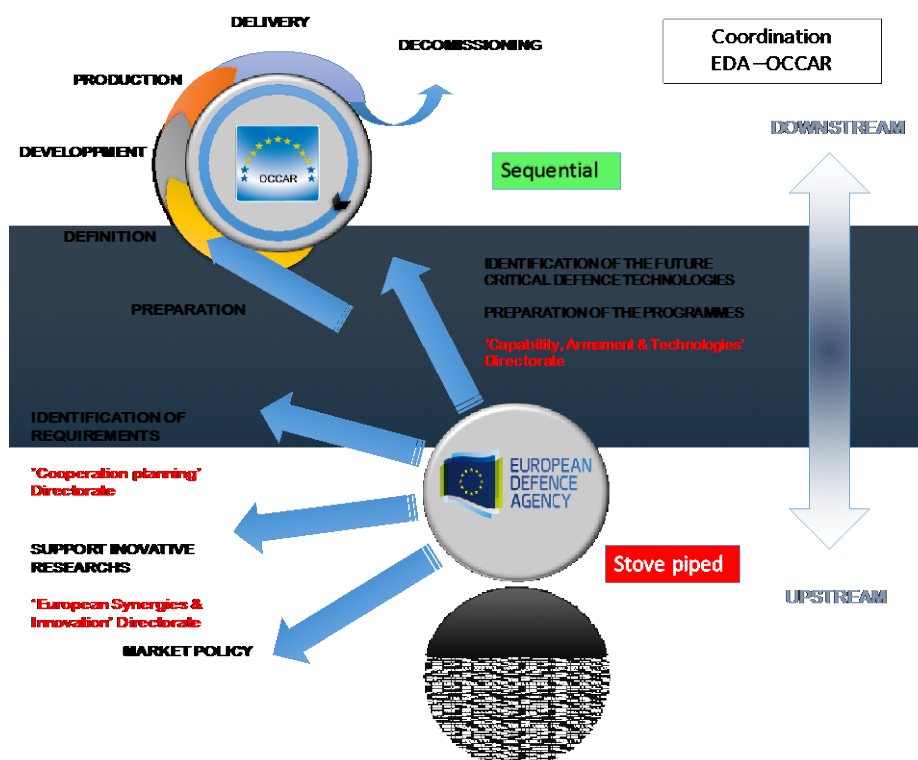 DELIVERY
DECOMISSIONING
Coordination
EDA – OCCAR
PRODUCTION
DOWNSTREAM
DEVELOPPMENT
OCCAR
Sequential
DEFINITION
IDENTIFICATION OF THE FUTURE
CRITICAL DEFENCE TECHNOLOGIES
PREPARATION
PREPARATION OF THE PROGRAMMES
'Capability, Armament & Technologies'
Directorate
IDENTIFICATION OF
REQUIREMENTS
'Cooperation planning'
Directorate
EUROPEAN
DEFENCE
AGENCY
SUPPORT INOVATIVE
RESEARCHS
Stove piped
'European Synergies &
Innovation' Directorate
UPSTREAM
MARKET POLICY